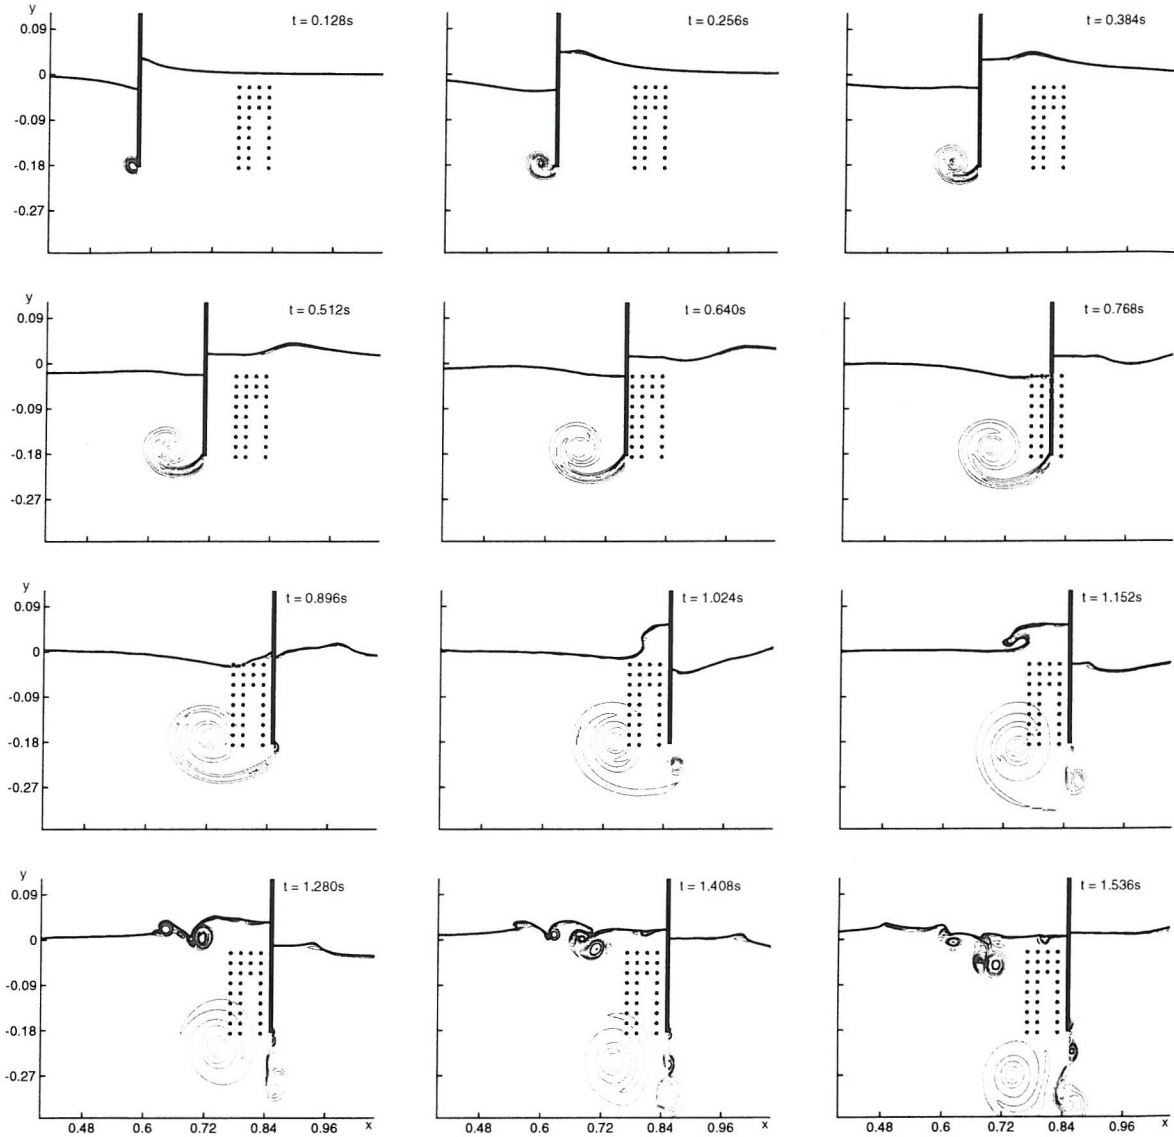 y
t = 0.128s
t = 0.256s
t = 0.384s
0.09
0
-0.09
-0.18
-0.27
y
t = 0.512s
t = 0.640s
t = 0.768s
0.09
0
-0.09
-0.18
-0.27
y
t = 0.896s
t = 1.024s
t = 1.152s
0.09
0
-0.09
-0.18
-0.27
y
t = 1.280s
t = 1.408s
t = 1.536s
0.09
0
-0.09
-0.18
-0.27
0.48 0.6 0.72 0.84 x 0.96
0.48 0.6 0.72 0.84 0.96 x
0.48 0.6 0.72 0.84 0.96 x